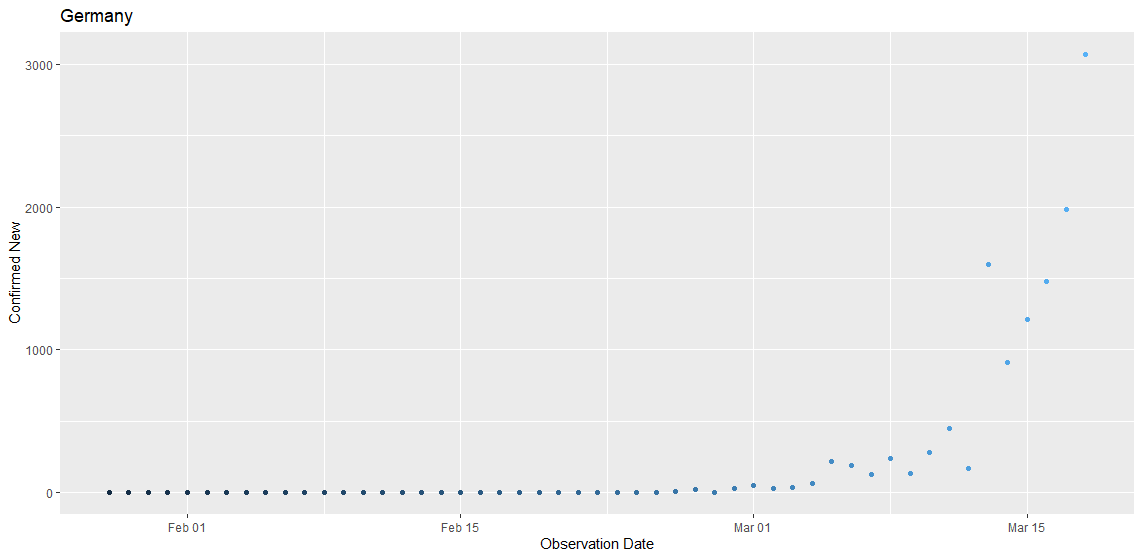 Germany
3000
2000
1000
0
Confirmed New
Feb 01
Feb 15
Mar 01
Mar 15
Observation Date